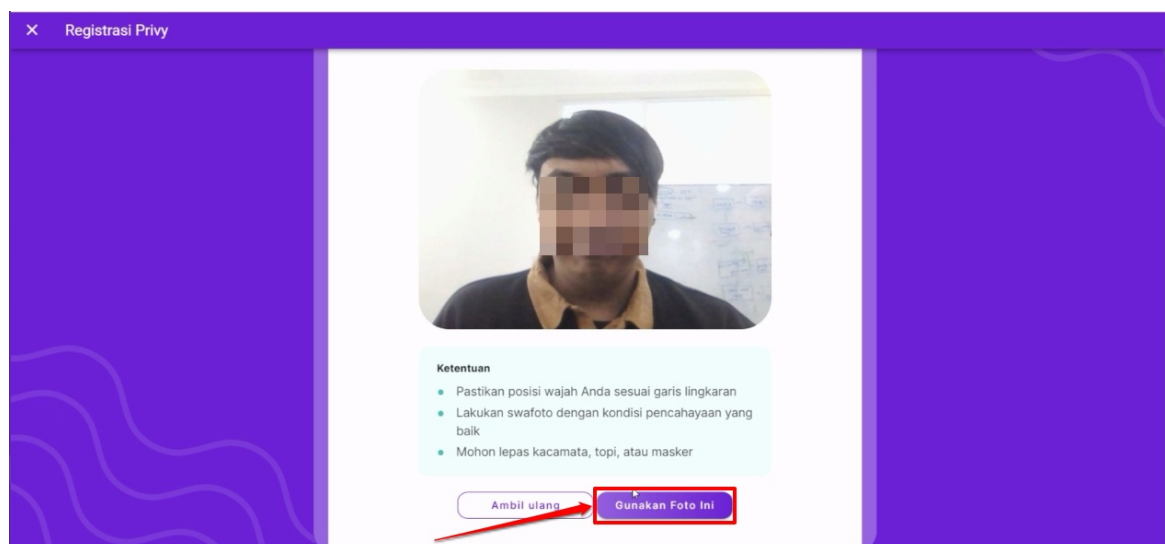 Registrasi Privy
Ketentuan
Pastikan posisi wajah Anda sesuai garis lingkaran
Lakukan swafoto dengan kondisi pencahayaan yang
baik
Mohon lepas kacamata, topi, atau masker
Ambil ulang
Gunakan Foto Ini